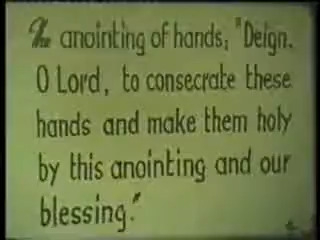 The anointing of hands; "Deign,
O Lord, to consecrate these
hands and make them holy
by this anointing and our
blessing."